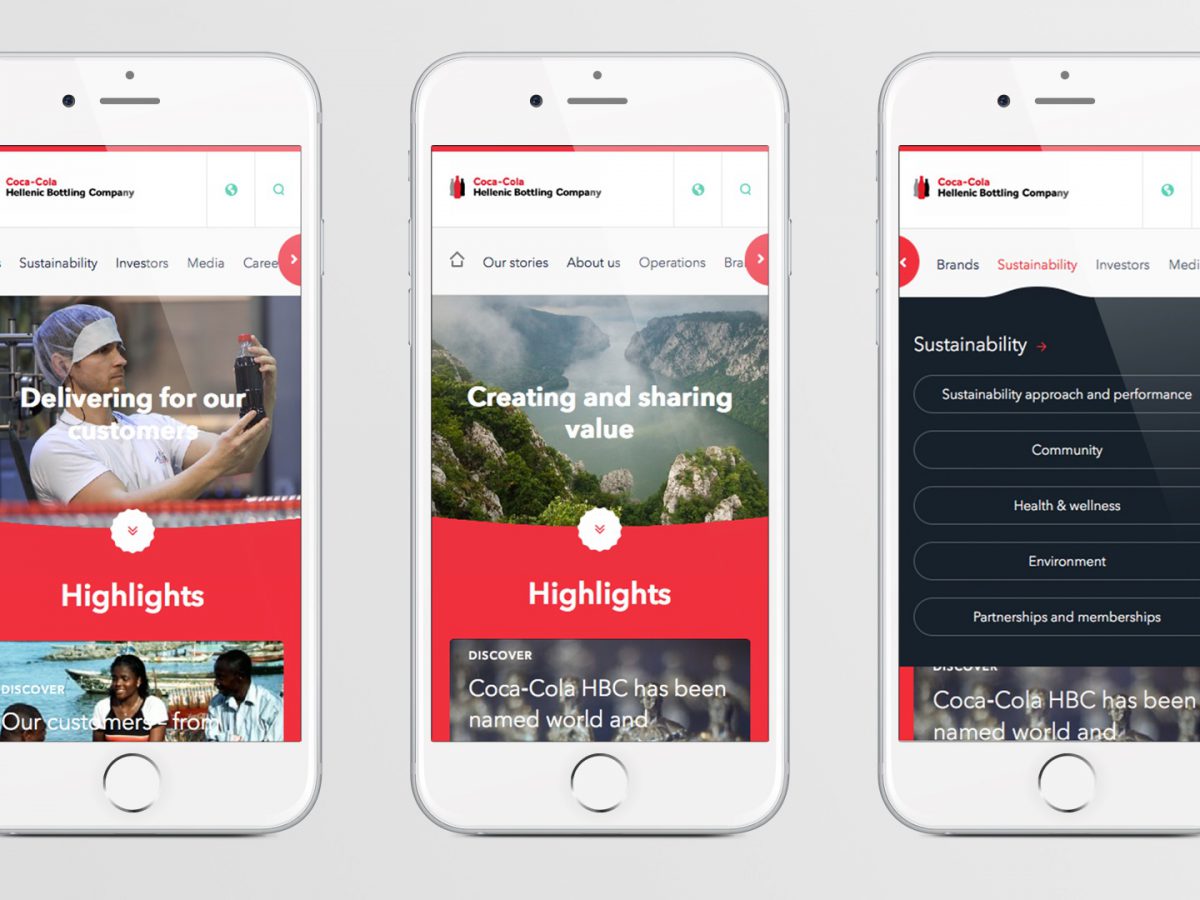 Coca-Cola
Hellenic Bottling Company
Sustainability Investors Media Caree
Delivering for our
customers
Highlights
DISCOVER
Our customers - from
Coca-Cola
Hellenic Bottling Company
Our stories About us Operations Bra
Creating and sharing
value
Highlights
DISCOVER
Coca-Cola HBC has been
named world and
Coca-Cola
Hellenic Bottling Company
Brands Sustainability Investors Medi
Sustainability →
Sustainability approach and performance
Community
Health & wellness
Environment
Partnerships and memberships
DISCOVER
Coca-Cola HBC has been
named world and